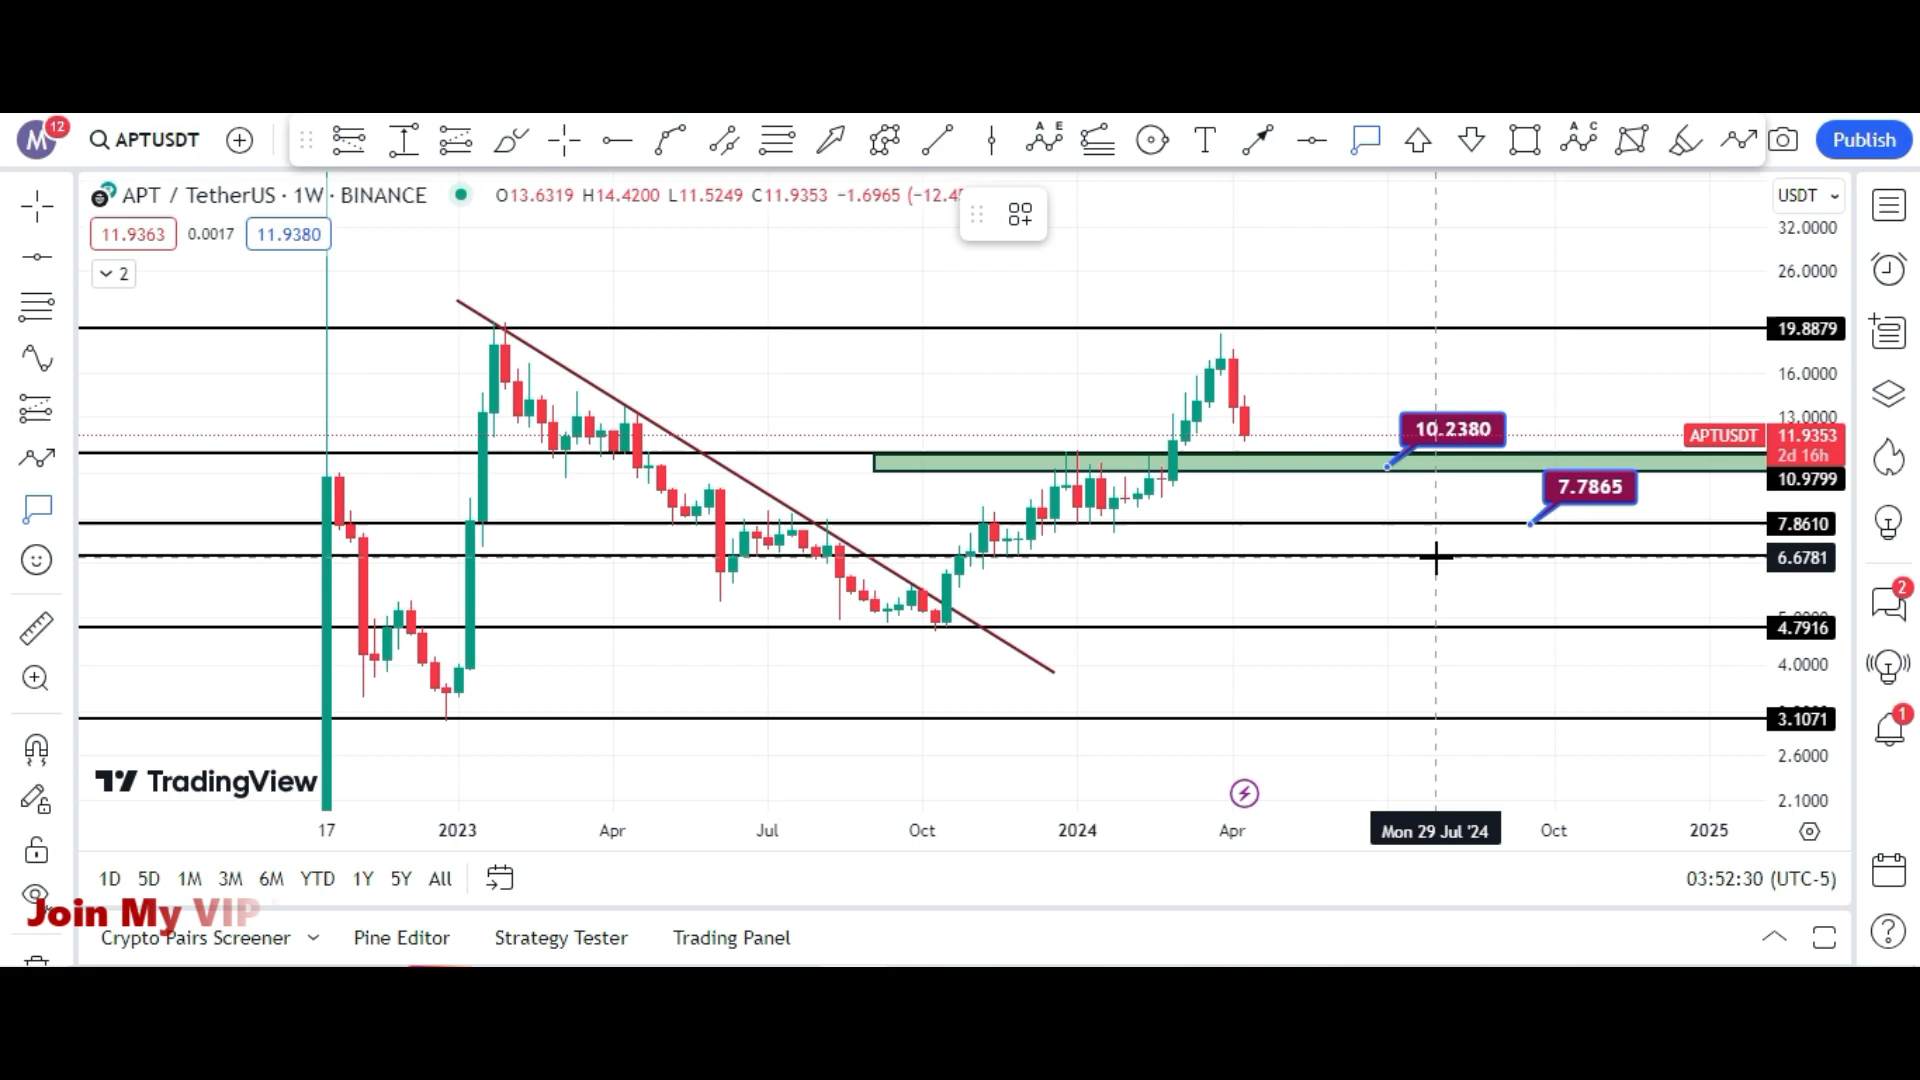 M 12 APTUSDT A E T A C Publish
APT / TetherUS · 1W · BINANCE O13.6319 H14.4200 L11.5249 C11.9353 −1.6965 (−12.45 USDT
11.9363 0.0017 11.9380
2
32.0000
26.0000
19.8879
16.0000
13.0000
10.2380
APTUSDT 11.9353
2d 16h
10.9799
7.7865
7.8610
6.6781
2
4.7916
4.0000
3.1071
1
2.6000
TradingView
2.1000
17 2023 Apr Jul Oct 2024 Apr Mon 29 Jul '24 Oct 2025
1D 5D 1M 3M 6M YTD 1Y 5Y All 03:52:30 (UTC-5)
Join My VIP
Crypto Pairs Screener Pine Editor Strategy Tester Trading Panel